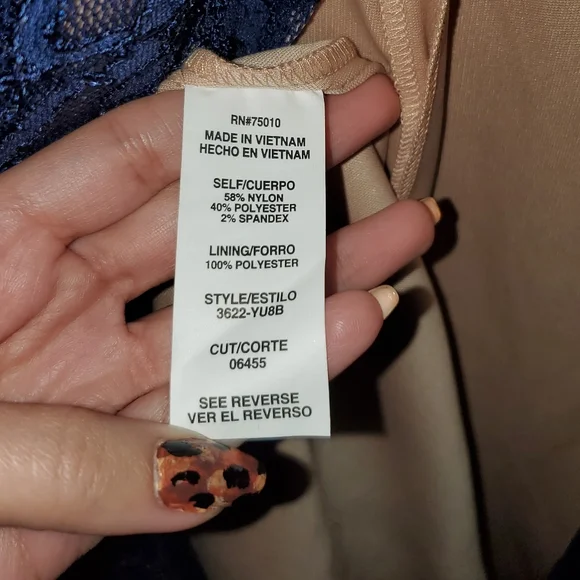 RN#75010
MADE IN VIETNAM
HECHO EN VIETNAM
SELF/CUERPO
58% NYLON
40% POLYESTER
2% SPANDEX
LINING/FORRO
100% POLYESTER
STYLE/ESTILO
3622-YU8B
CUT/CORTE
06455
SEE REVERSE
VER EL REVERSO